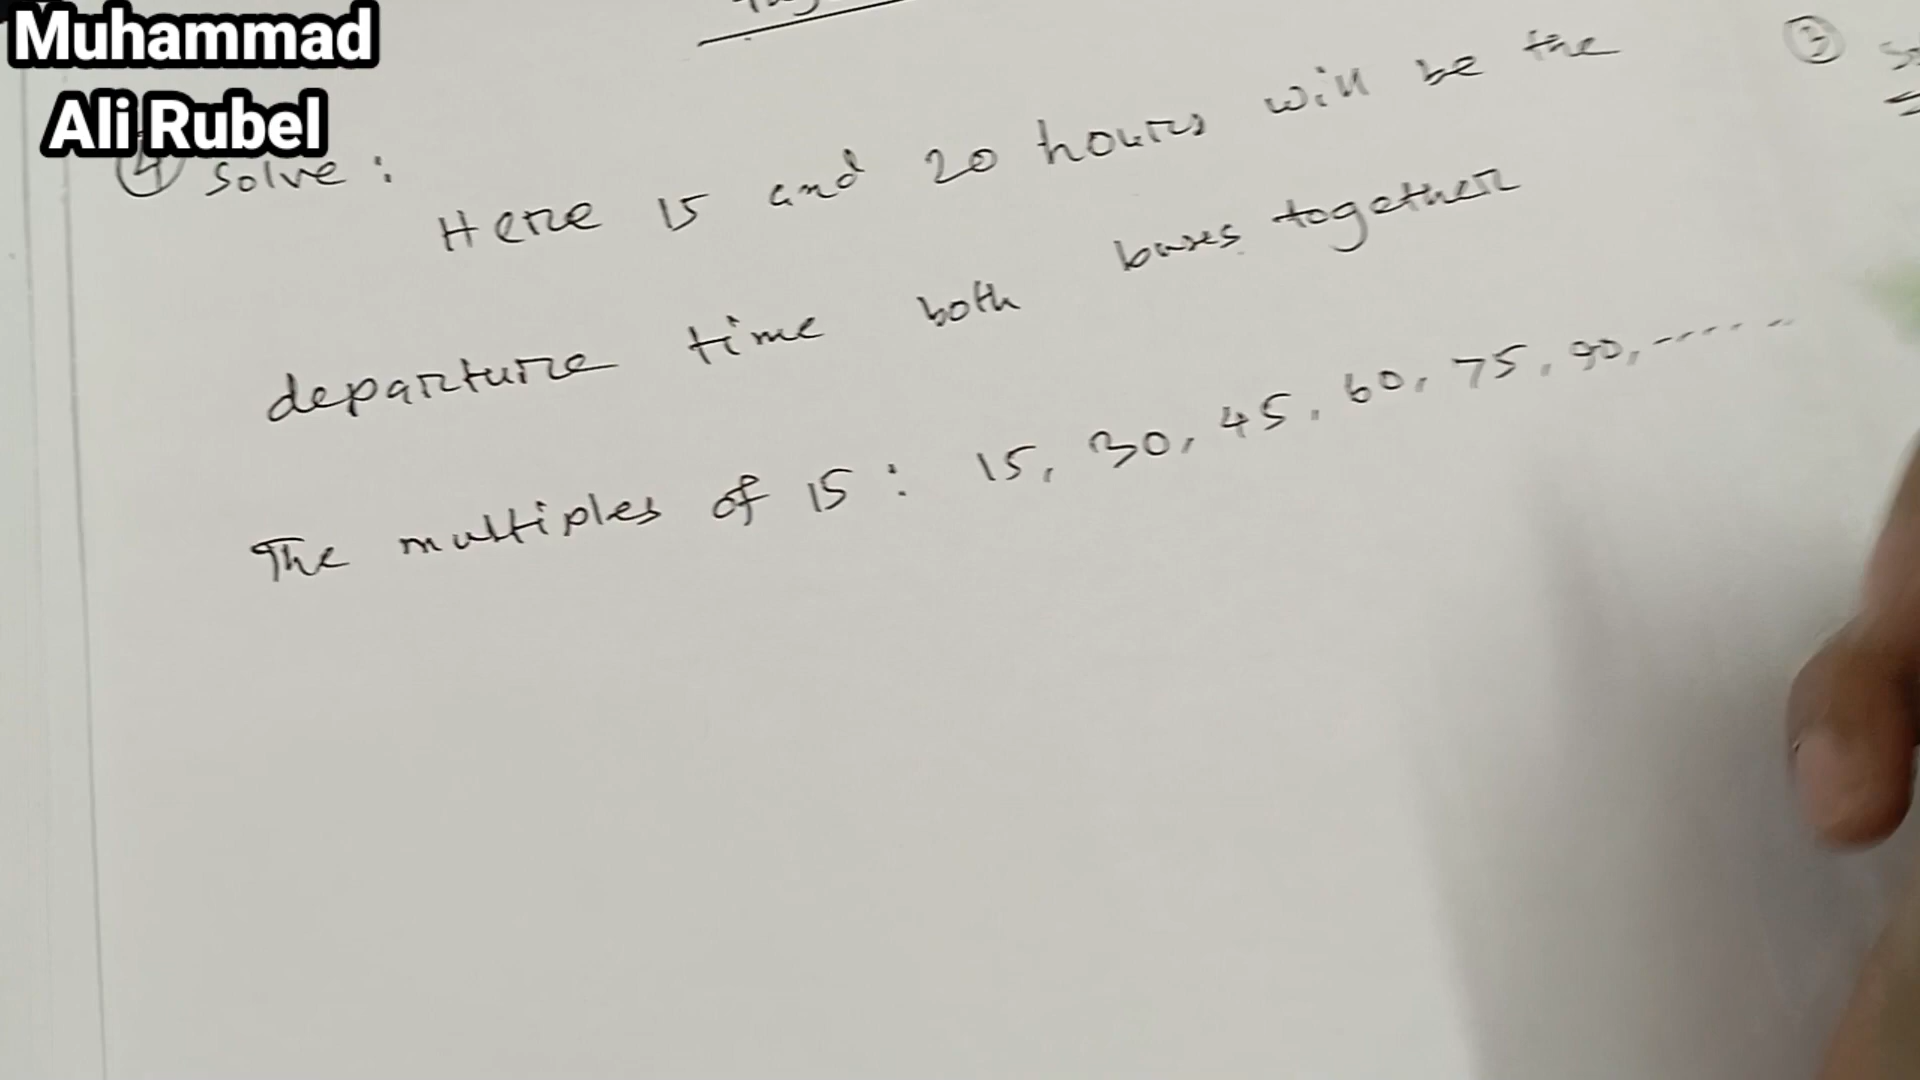 Muhammad
Ali Rubel
④ Solve:
Here 15 and 20 hours will be the
departure time both buses together
The multiples of 15: 15, 30, 45, 60, 75, 90, ------
③